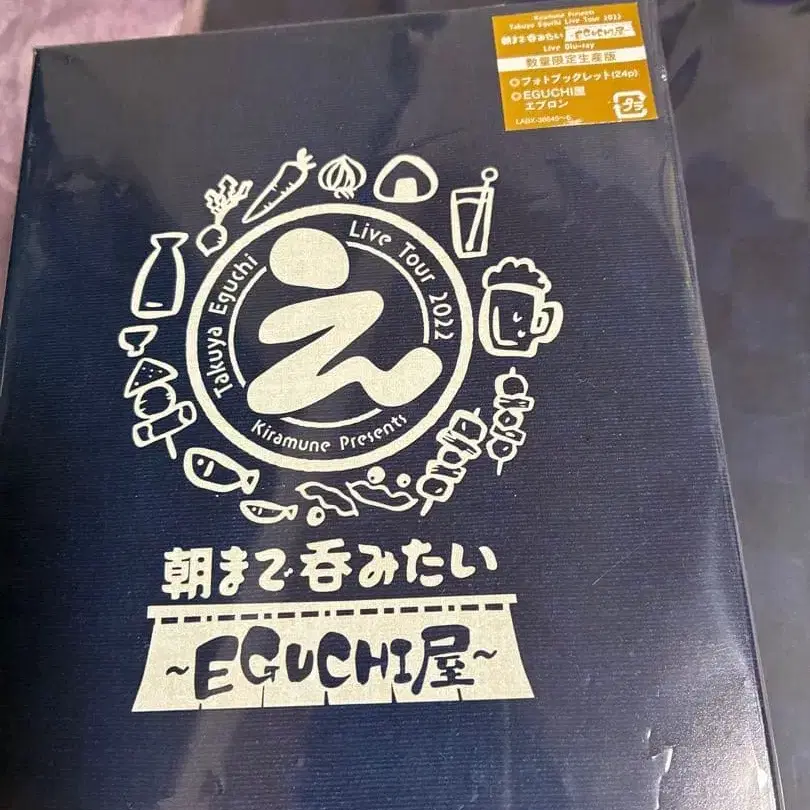 Kiramune Presents
Takuya Eguchi Live Tour 2022
朝まで呑みたい ~EGUCHI屋~
Live Blu-ray
数量限定生産版
◎フォトブックレット(24p)
◎EGUCHI屋
エプロン
Takuya Eguchi
Live Tour 2022
え
Kiramune Presents
朝まで呑みたい
~EGUCHI屋~